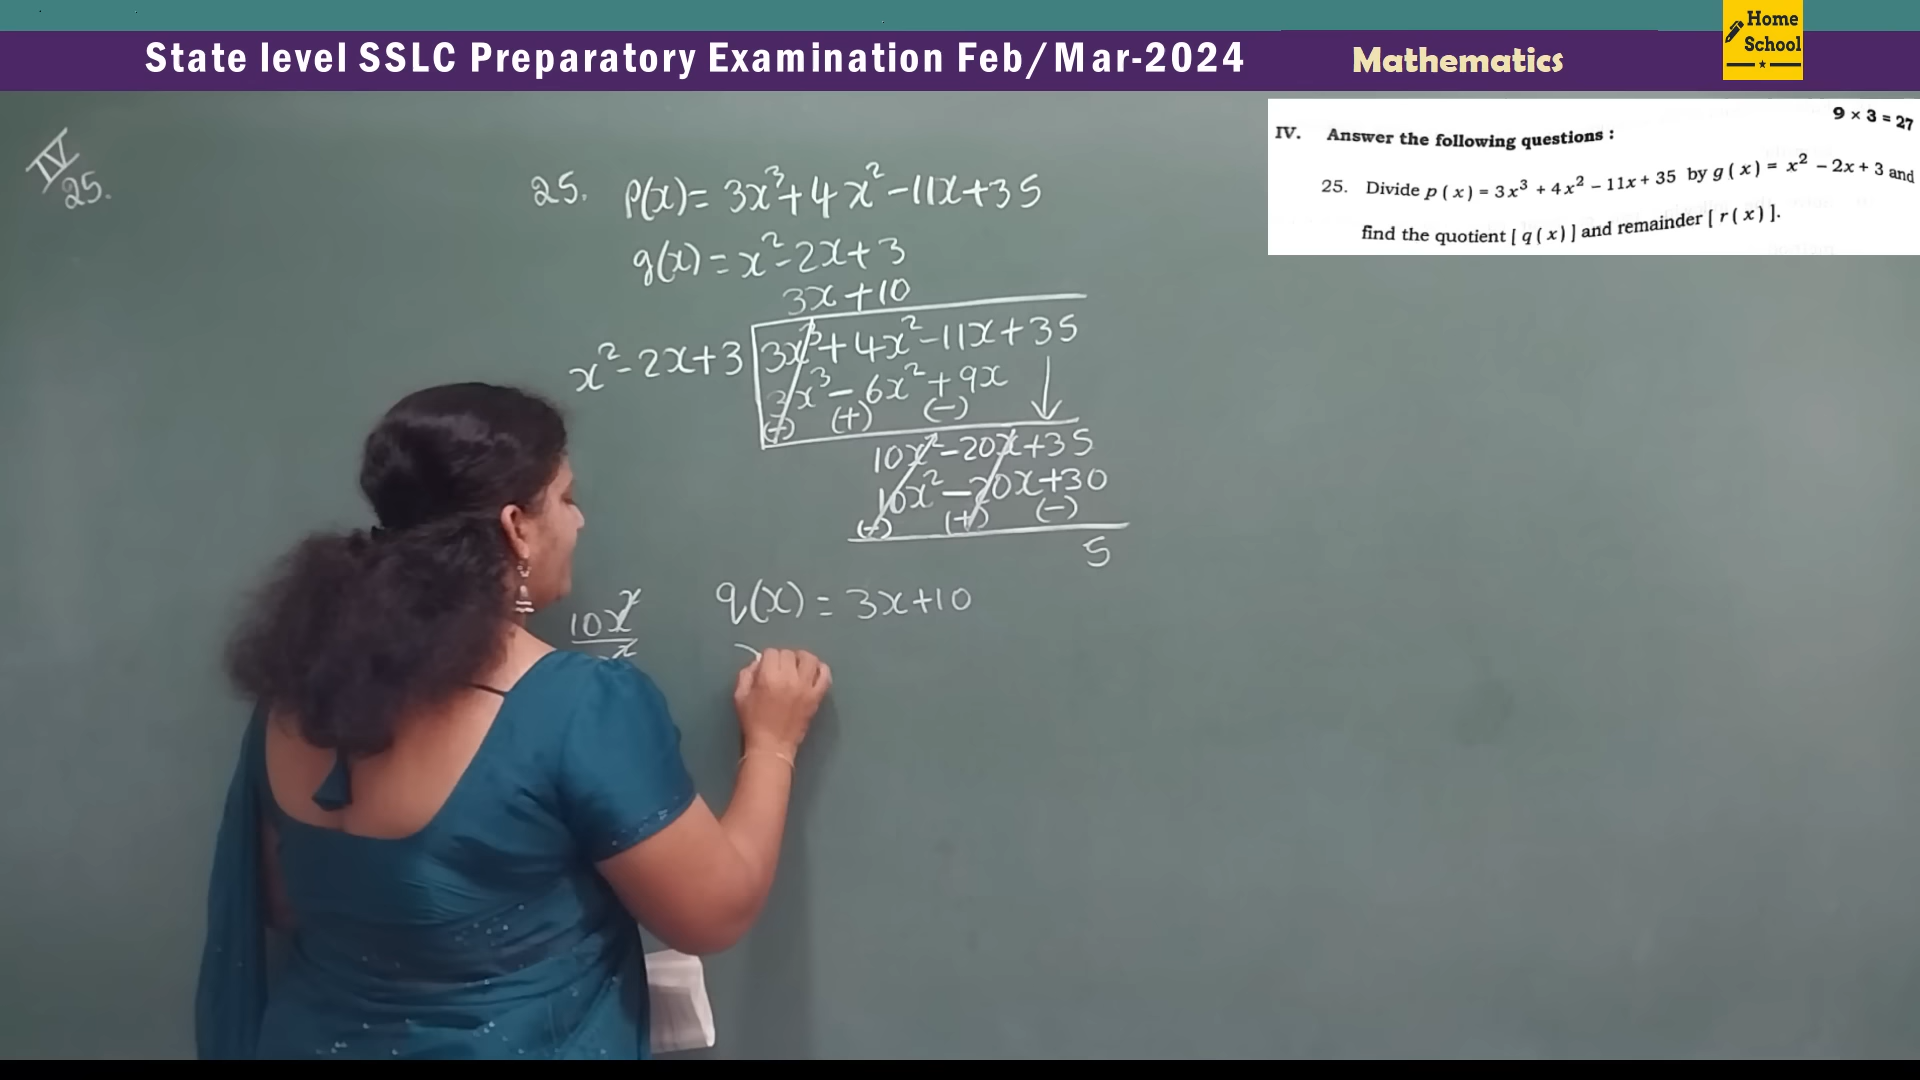 State level SSLC Preparatory Examination Feb/Mar-2024
Mathematics
Home
School
9 × 3 = 27
IV. Answer the following questions :
25. Divide p ( x ) = 3x³ + 4x² – 11x + 35 by g ( x ) = x² – 2x + 3 and
find the quotient [ q ( x ) ] and remainder [ r ( x ) ].
IV
25.
25. p(x) = 3x³ + 4x² - 11x + 35
g(x) = x² - 2x + 3
3x + 10
x² - 2x + 3 3x³ + 4x² - 11x + 35
3x³ - 6x² + 9x
(-) (+) (-)
10x² - 20x + 35
10x² - 20x + 30
(-) (+) (-)
5
q(x) = 3x + 10
10x²
x²